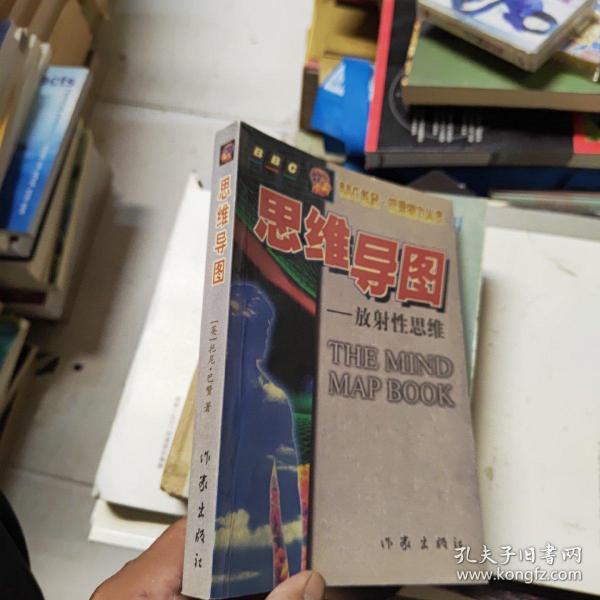 思维导图
[英]托尼·巴赞 著
作家出版社
BBC
思维导图
——放射性思维
THE MIND
MAP BOOK
作家出版社
孔夫子旧书网
www.kongfz.com